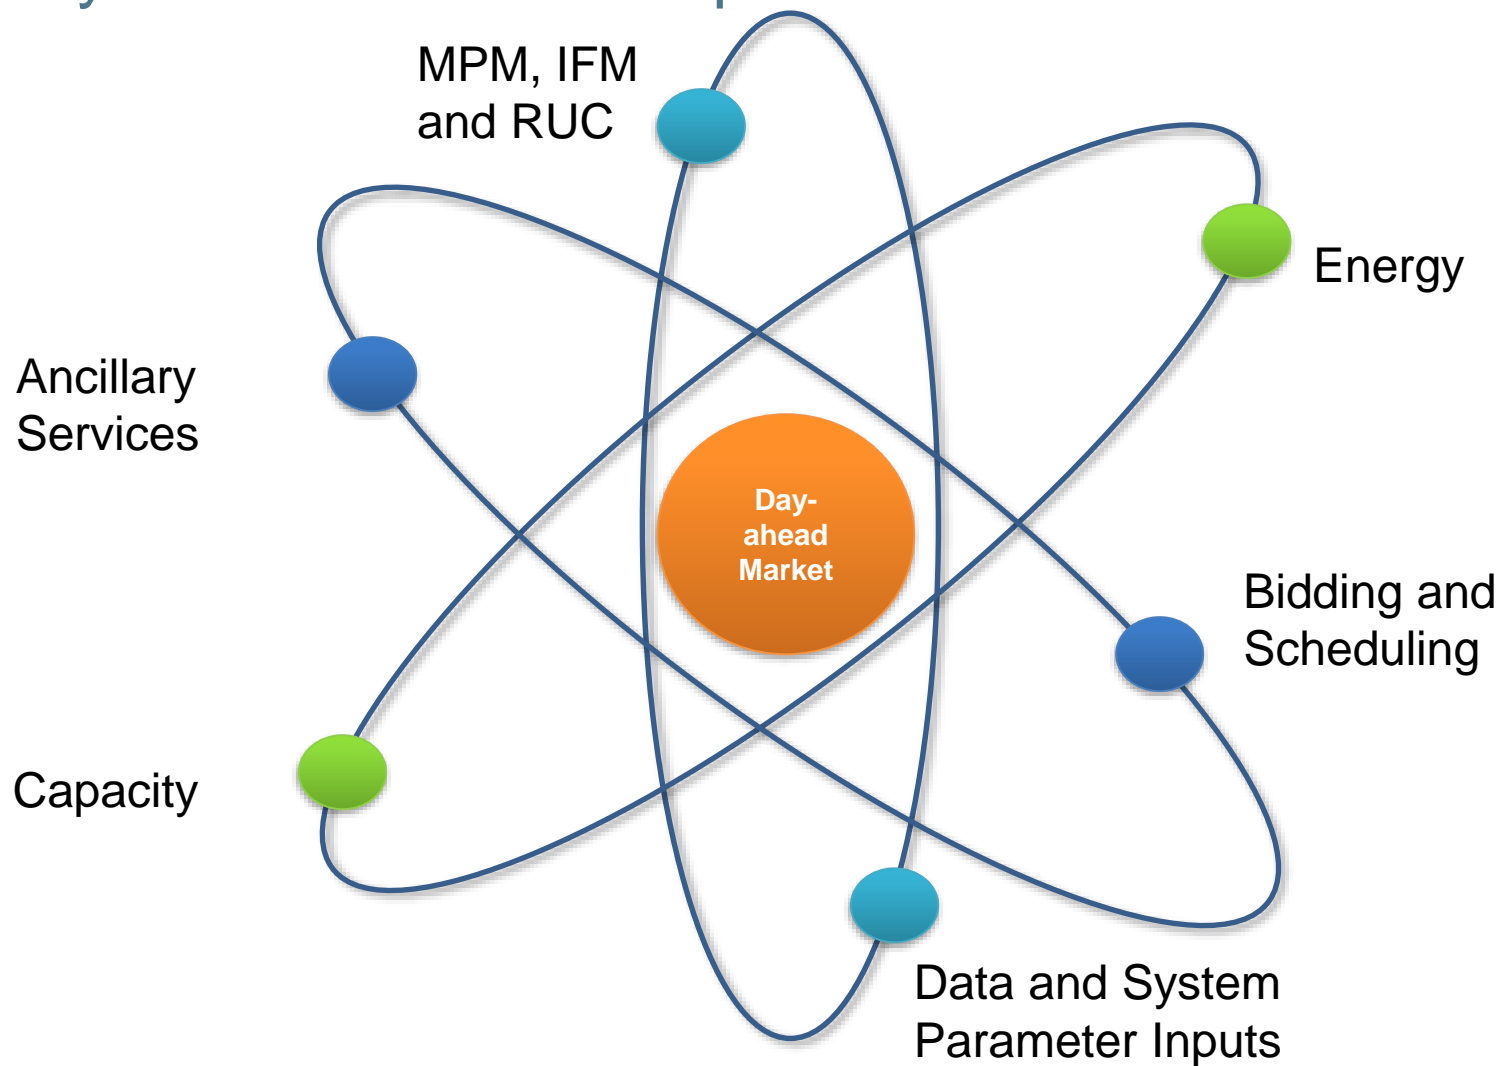 MPM, IFM
and RUC
Energy
Ancillary
Services
Day-
ahead
Market
Bidding and
Scheduling
Capacity
Data and System
Parameter Inputs